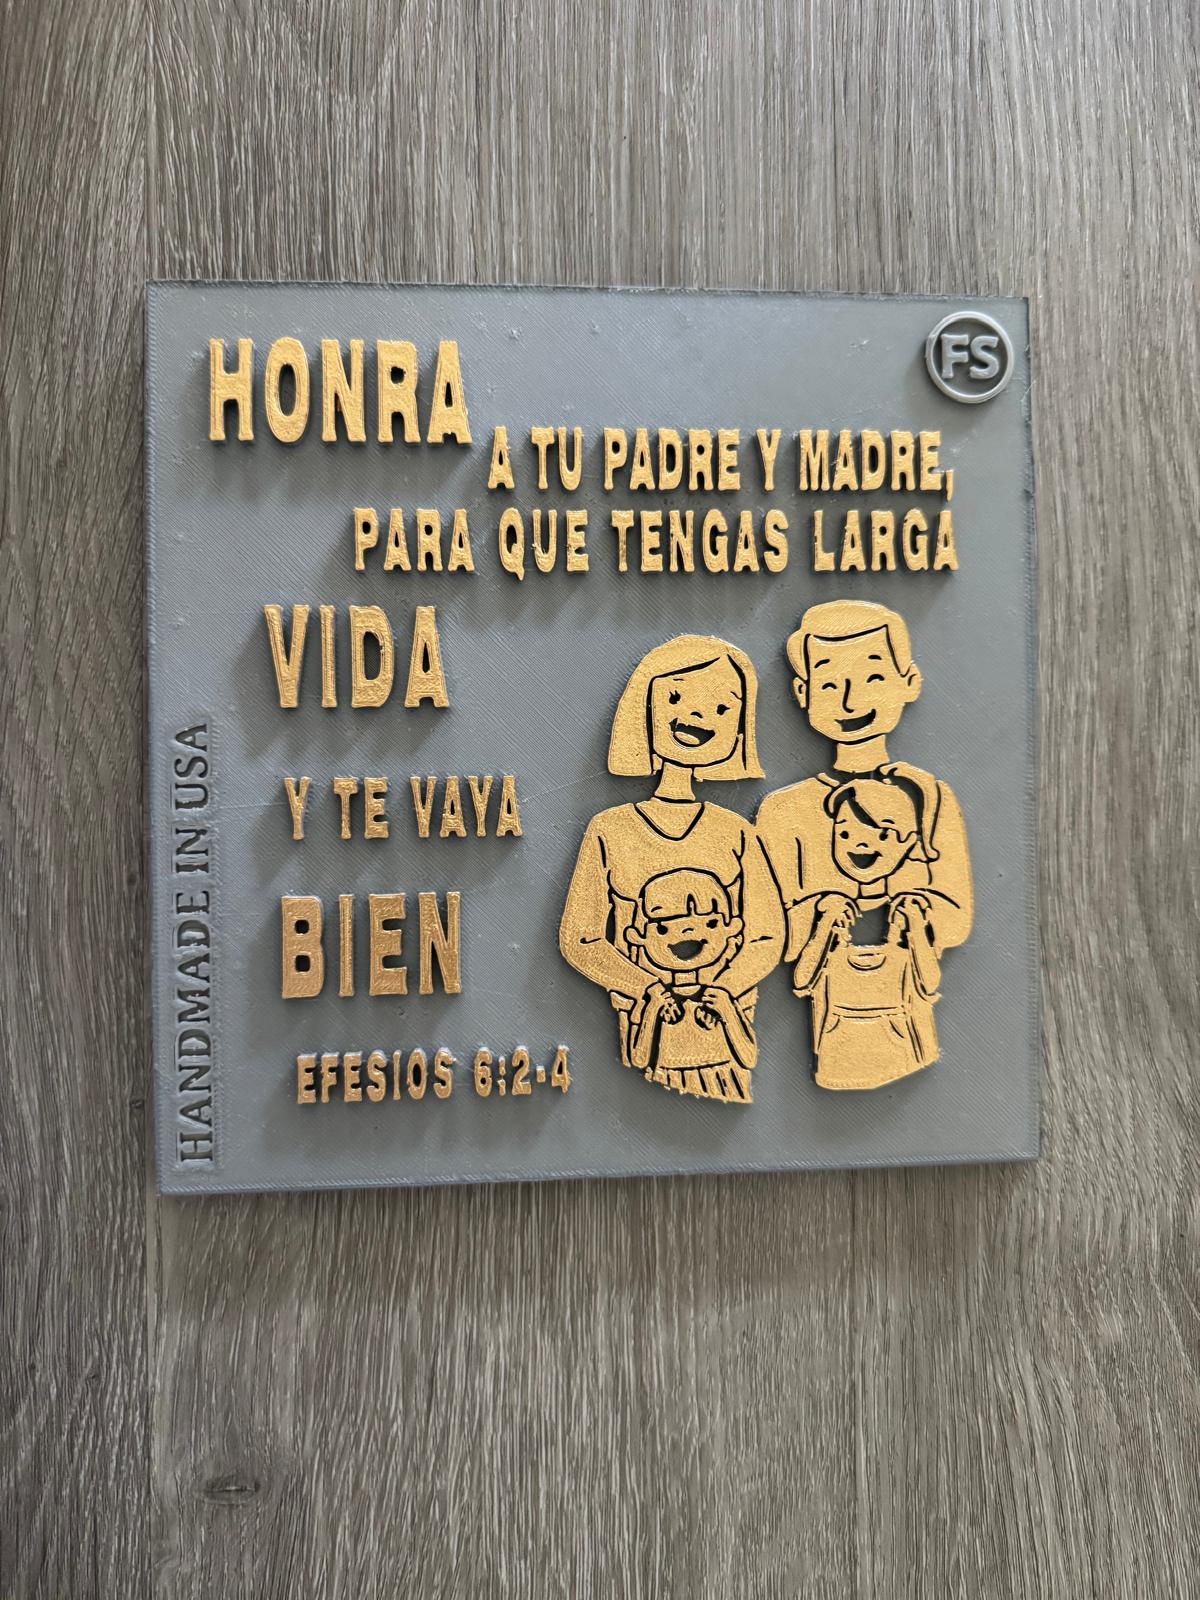 FS
HONRA
A TU PADRE Y MADRE,
PARA QUE TENGAS LARGA
VIDA
Y TE VAYA
BIEN
EFESIOS 6:2-4
HANDMADE IN USA